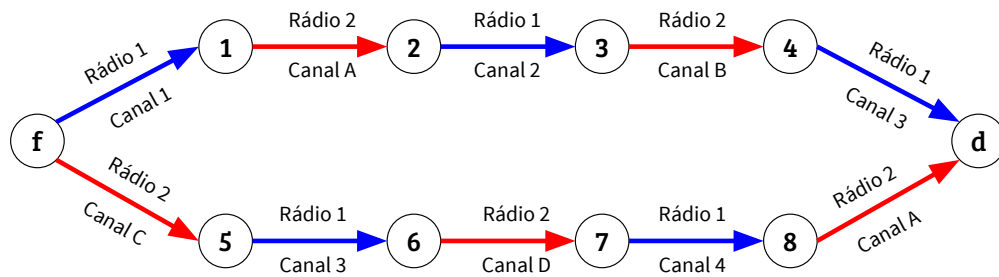 Rádio 1
Canal 1
1
Rádio 2
Canal A
2
Rádio 1
Canal 2
3
Rádio 2
Canal B
4
Rádio 1
Canal 3
f
d
Rádio 2
Canal C
5
Rádio 1
Canal 3
6
Rádio 2
Canal D
7
Rádio 1
Canal 4
8
Rádio 2
Canal A